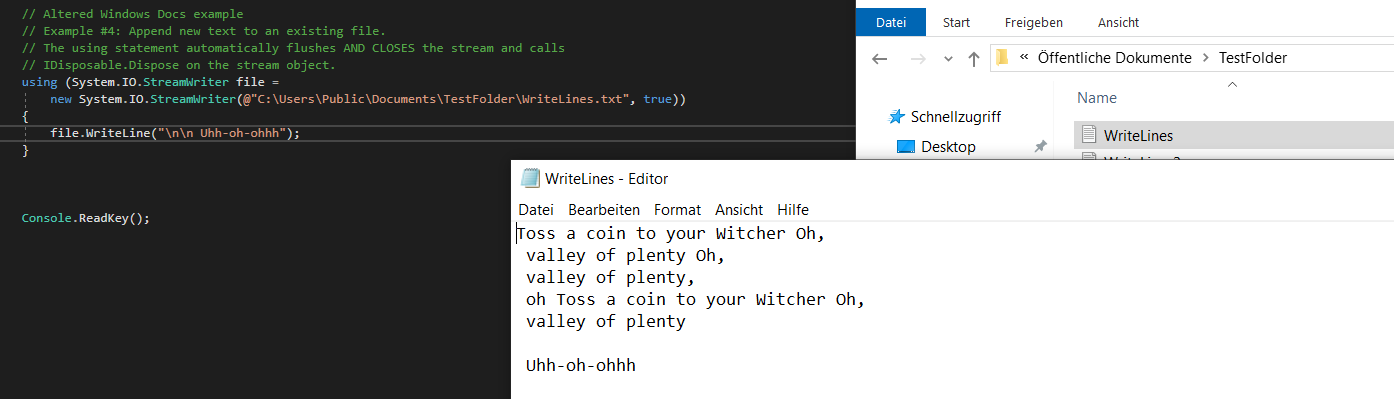 // Altered Windows Docs example
// Example #4: Append new text to an existing file.
// The using statement automatically flushes AND CLOSES the stream and calls
// IDisposable.Dispose on the stream object.
using (System.IO.StreamWriter file =
new System.IO.StreamWriter(@"C:\Users\Public\Documents\TestFolder\WriteLines.txt", true))
{
file.WriteLine("\n\n Uhh-oh-ohhh");
}
Console.ReadKey();
Datei Start Freigeben Ansicht
« Öffentliche Dokumente > TestFolder
Name
Schnellzugriff
Desktop
WriteLines
WriteLines - Editor
Datei Bearbeiten Format Ansicht Hilfe
Toss a coin to your Witcher Oh,
valley of plenty Oh,
valley of plenty,
oh Toss a coin to your Witcher Oh,
valley of plenty
Uhh-oh-ohhh